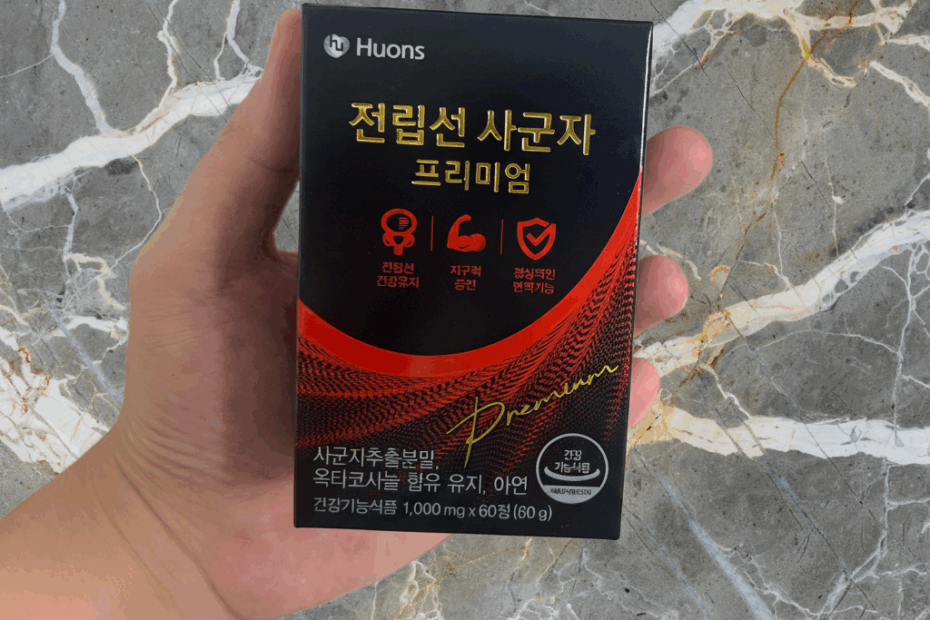 Huons
전립선 사군자
프리미엄
전립선
건강유지
지구력
증진
정상적인
면역기능
Premium
사군자추출분말,
옥타코사놀 함유 유지, 아연
건강기능식품 1,000 mg x 60정 (60 g)
건강
기능식품